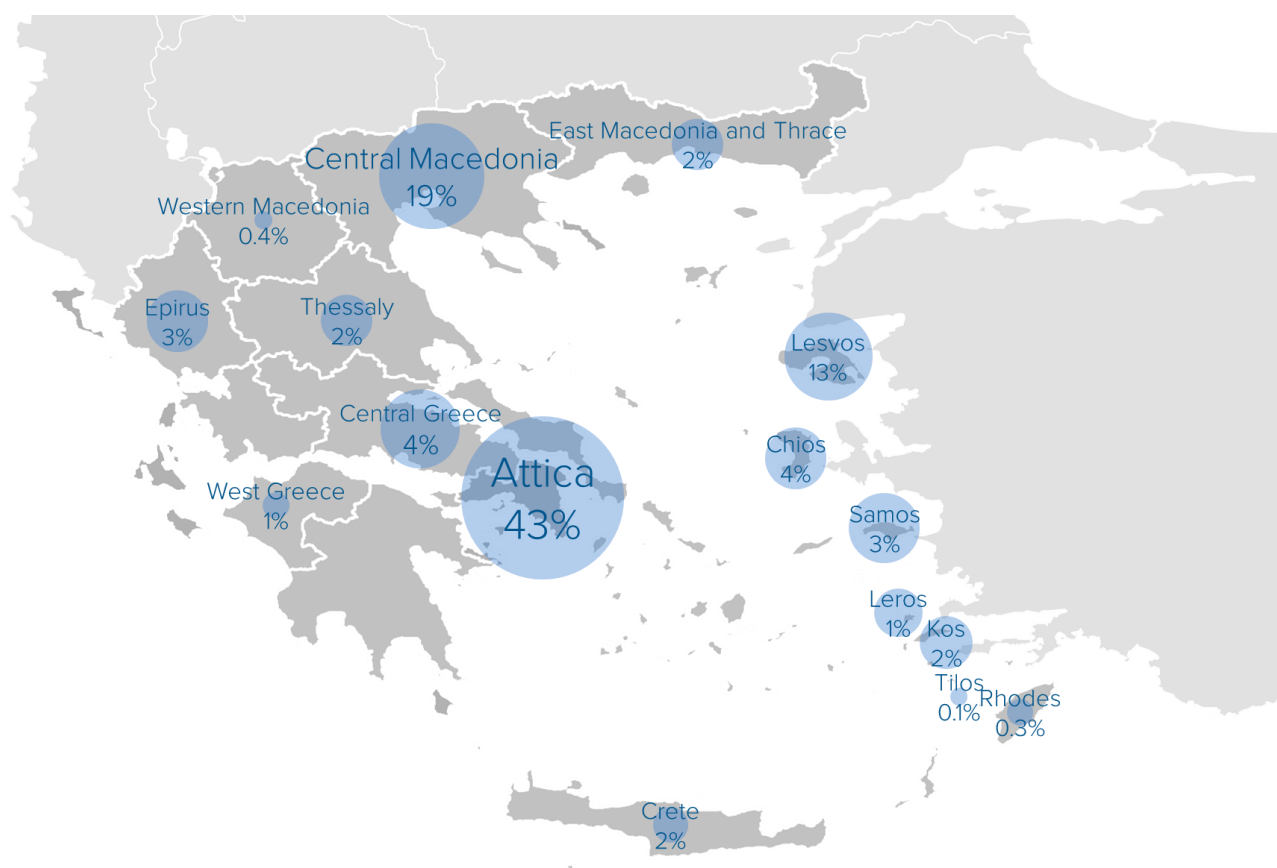 East Macedonia and Thrace
2%
Central Macedonia
19%
Western Macedonia
0.4%
Epirus
3%
Thessaly
2%
Lesvos
13%
Central Greece
4%
Chios
4%
Attica
43%
West Greece
1%
Samos
3%
Leros
1%
Kos
2%
Tilos
0.1%
Rhodes
0.3%
Crete
2%